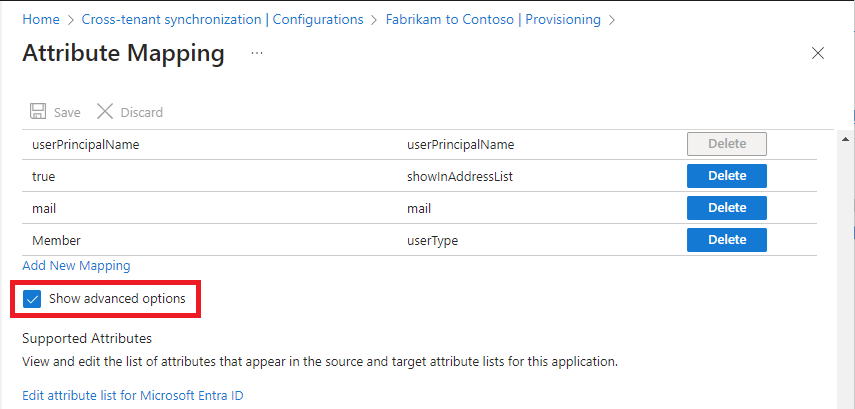 Home > Cross-tenant synchronization | Configurations > Fabrikam to Contoso | Provisioning >
Attribute Mapping ...
Save Discard
userPrincipalName userPrincipalName Delete
true showInAddressList Delete
mail mail Delete
Member userType Delete
Add New Mapping
Show advanced options
Supported Attributes
View and edit the list of attributes that appear in the source and target attribute lists for this application.
Edit attribute list for Microsoft Entra ID